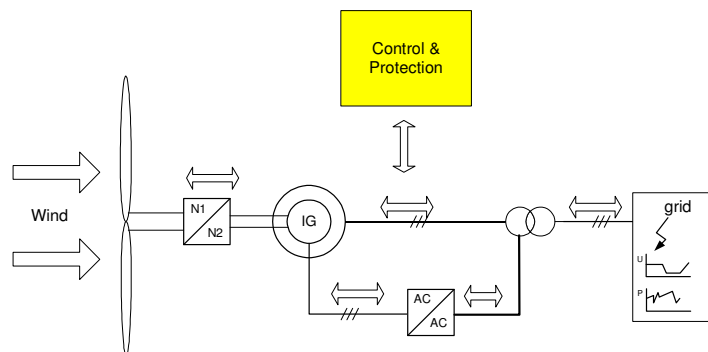 Control &
Protection
Wind
N1
N2
IG
AC
AC
grid
U
P